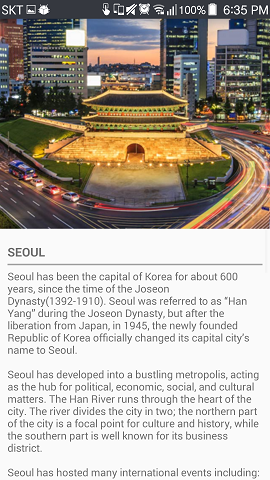 SKT 100% 6:35 PM
SEOUL
Seoul has been the capital of Korea for about 600
years, since the time of the Joseon
Dynasty(1392-1910). Seoul was referred to as “Han
Yang” during the Joseon Dynasty, but after the
liberation from Japan, in 1945, the newly founded
Republic of Korea officially changed its capital city’s
name to Seoul.
Seoul has developed into a bustling metropolis, acting
as the hub for political, economic, social, and cultural
matters. The Han River runs through the heart of the
city. The river divides the city in two; the northern part
of the city is a focal point for culture and history, while
the southern part is well known for its business
district.
Seoul has hosted many international events including: